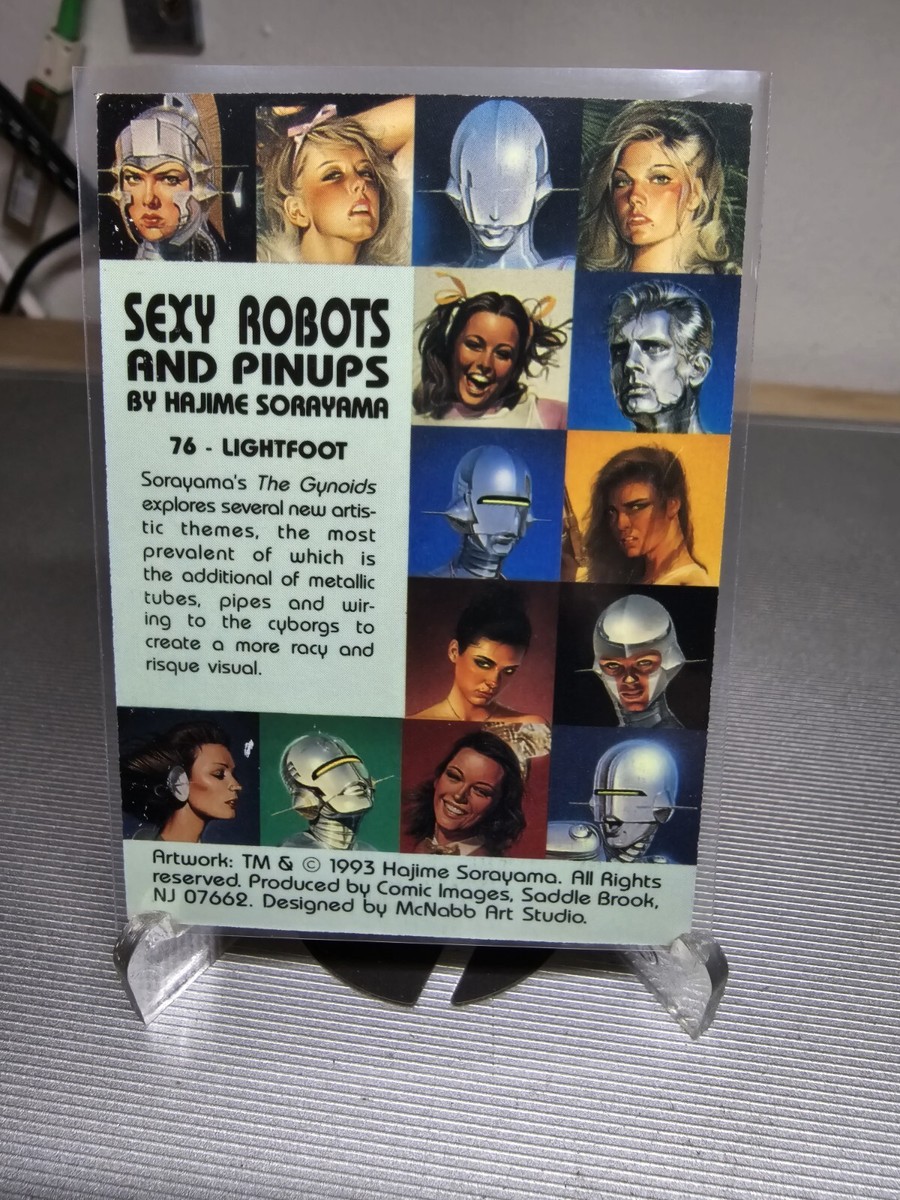 SEXY ROBOTS
AND PINUPS
BY HAJIME SORAYAMA
76 - LIGHTFOOT
Sorayama's The Gynoids
explores several new artis-
tic themes, the most
prevalent of which is
the additional of metallic
tubes, pipes and wir-
ing to the cyborgs to
create a more racy and
risque visual.
Artwork: TM & © 1993 Hajime Sorayama. All Rights
reserved. Produced by Comic Images, Saddle Brook,
NJ 07662. Designed by McNabb Art Studio.